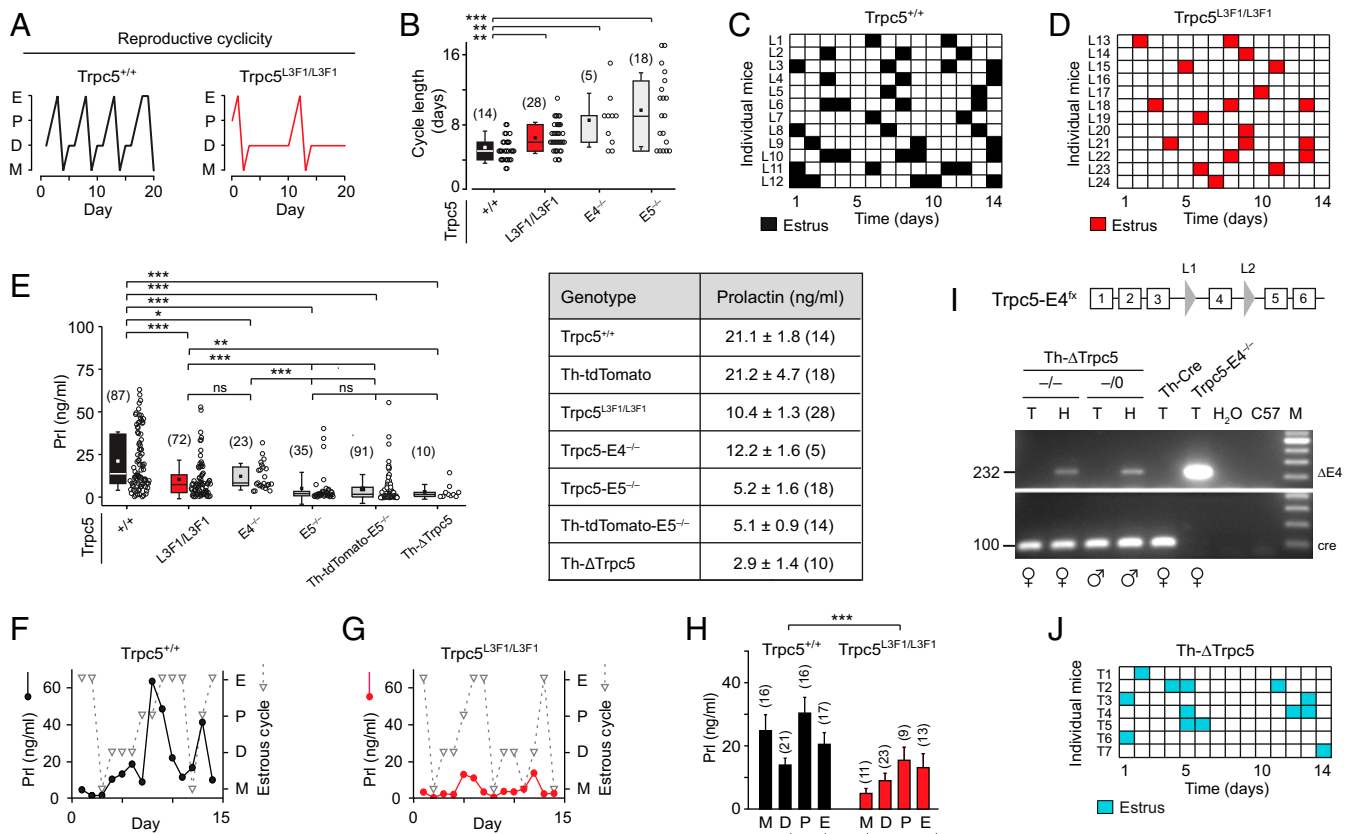 A
Reproductive cyclicity
Trpc5+/+
Trpc5L3F1/L3F1
E
P
D
M
0 10 20
Day
0 10 20
Day
B
***
**
**
Cycle length (days)
16
8
4
0
(14)
(28)
(5)
(18)
Trpc5
+/+
L3F1/L3F1
E4–/–
E5–/–
C
Trpc5+/+
Individual mice
L1
L2
L3
L4
L5
L6
L7
L8
L9
L10
L11
L12
1 5 10 14
Time (days)
Estrus
D
Trpc5L3F1/L3F1
Individual mice
L13
L14
L15
L16
L17
L18
L19
L20
L21
L22
L23
L24
1 5 10 14
Time (days)
Estrus
E
***
***
***
*
***
**
***
***
ns
ns
ns
Prl (ng/ml)
100
75
50
25
0
(87)
(72)
(23)
(35)
(91)
(10)
Trpc5
+/+
L3F1/L3F1
E4–/–
E5–/–
Th-tdTomato-E5–/–
Th-ΔTrpc5
Genotype Prolactin (ng/ml)
Trpc5+/+ 21.1 ± 1.8 (14)
Th-tdTomato 21.2 ± 4.7 (18)
Trpc5L3F1/L3F1 10.4 ± 1.3 (28)
Trpc5-E4–/– 12.2 ± 1.6 (5)
Trpc5-E5–/– 5.2 ± 1.6 (18)
Th-tdTomato-E5–/– 5.1 ± 0.9 (14)
Th-ΔTrpc5 2.9 ± 1.4 (10)
I
L1 L2
Trpc5-E4fx
1 2 3 4 5 6
Th-ΔTrpc5
–/– –/0
Th-Cre
Trpc5-E4–/–
T H T H T T H2O C57 M
232
ΔE4
100
cre
♀ ♀ ♂ ♂ ♀ ♀
F
Trpc5+/+
Prl (ng/ml)
60
40
20
0
0 5 10 15
Day
E
P
D
M
Estrous cycle
G
Trpc5L3F1/L3F1
Prl (ng/ml)
60
40
20
0
0 5 10 15
Day
E
P
D
M
Estrous cycle
H
***
Trpc5+/+
Trpc5L3F1/L3F1
Prl (ng/ml)
40
20
0
(16)
(21)
(16)
(17)
(11)
(23)
(9)
(13)
M D P E M D P E
J
Th-ΔTrpc5
Individual mice
T1
T2
T3
T4
T5
T6
T7
1 5 10 14
Time (days)
Estrus